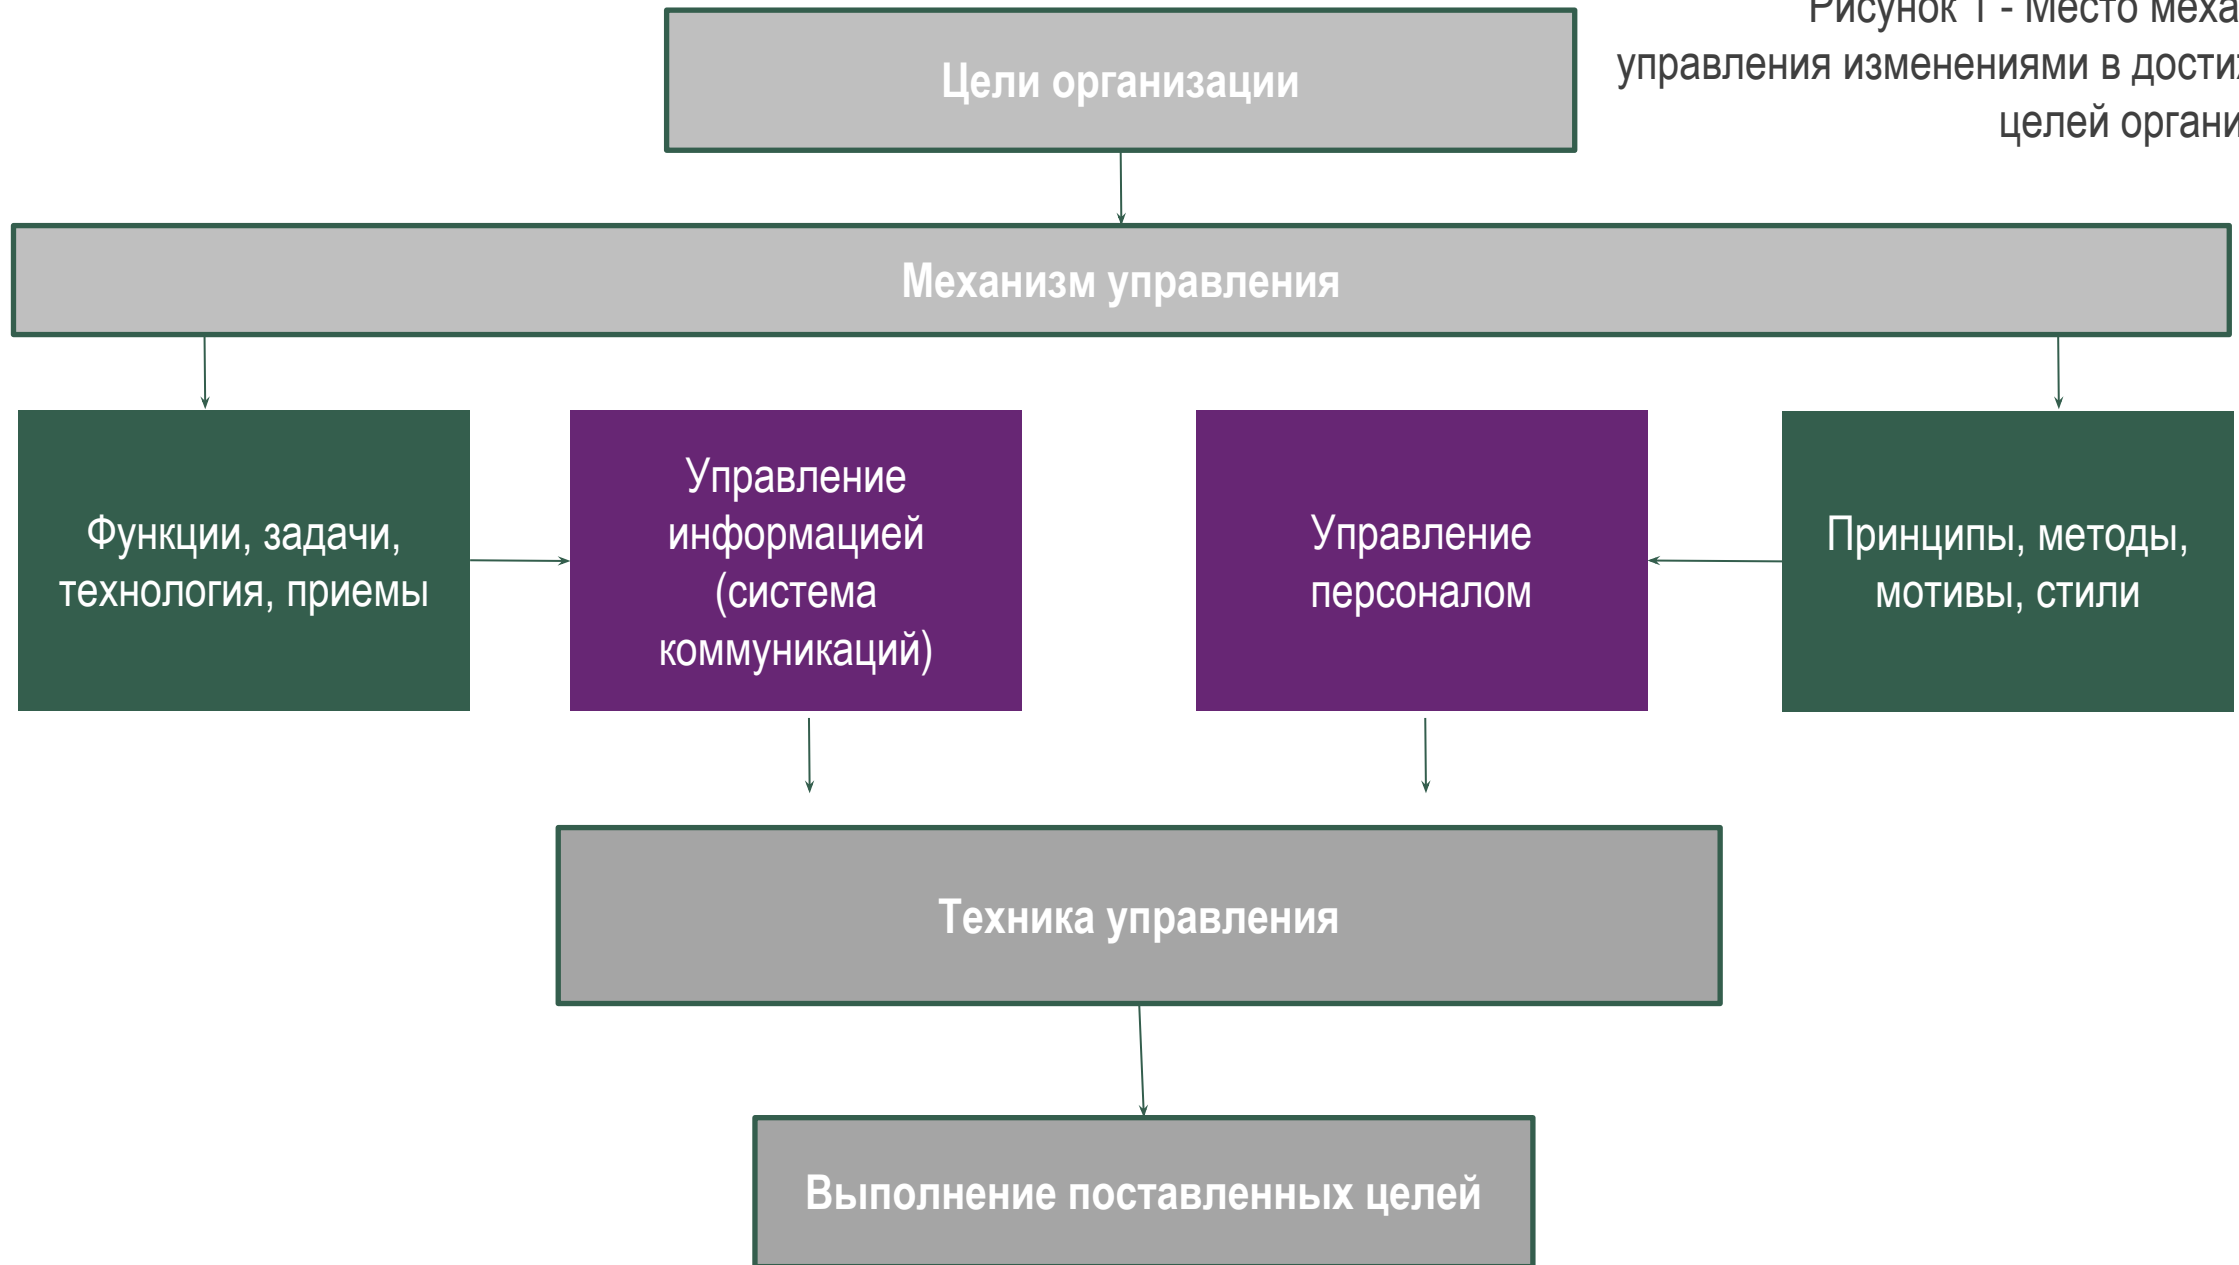 Рисунок 1 - Место меха
управления изменениями в дости
целей органи
Цели организации
Механизм управления
Функции, задачи,
технология, приемы
Управление
информацией
(система
коммуникаций)
Управление
персоналом
Принципы, методы,
мотивы, стили
Техника управления
Выполнение поставленных целей